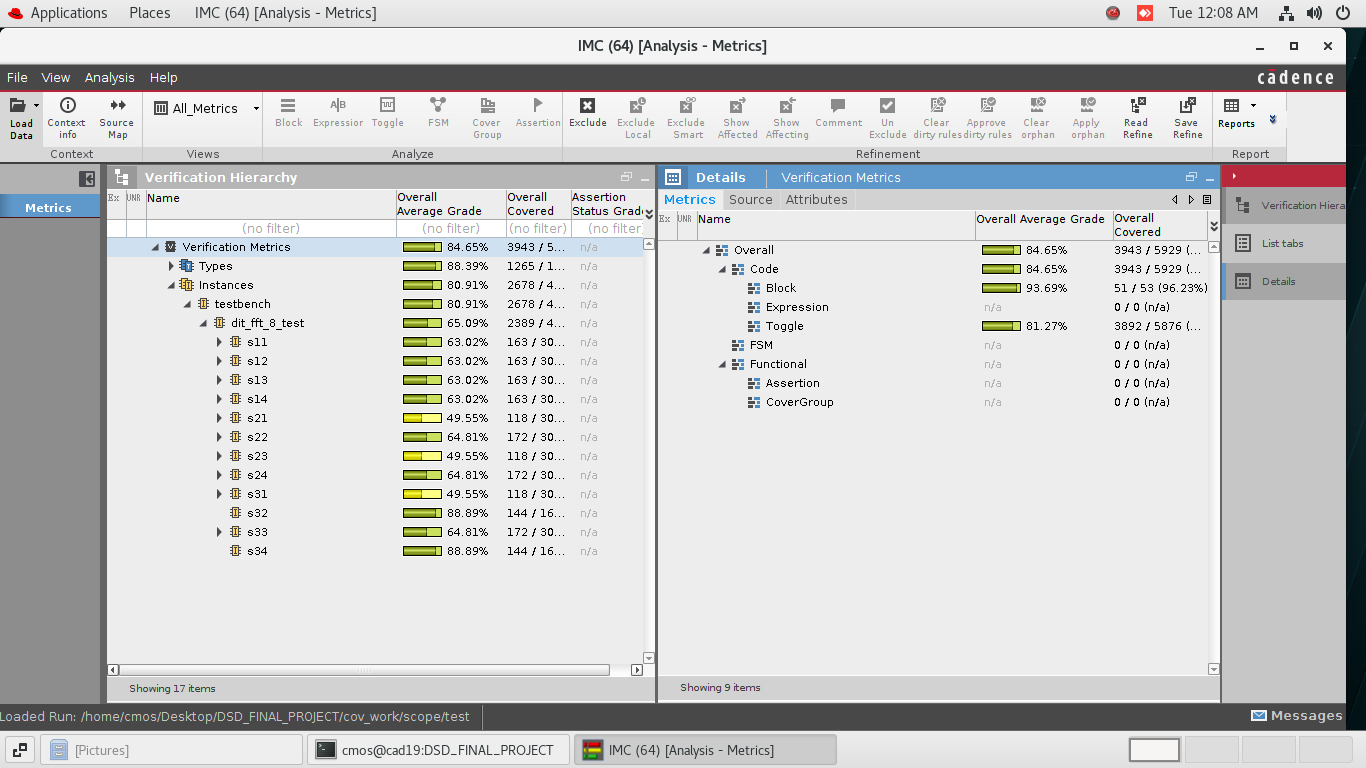 Applications Places IMC (64) [Analysis - Metrics] Tue 12:08 AM
IMC (64) [Analysis - Metrics]
File View Analysis Help cādence
Load Data Context info Source Map All_Metrics Block Expression Toggle FSM Cover Group Assertion Exclude Exclude Local Exclude Smart Show Affected Show Affecting Comment Un Exclude Clear dirty rules Approve dirty rules Clear orphan Apply orphan Read Refine Save Refine Reports
Context Views Analyze Refinement Report
Metrics
Verification Hierarchy
Ex UNR Name Overall Average Grade Overall Covered Assertion Status Grade
(no filter) (no filter) (no filter) (no filter)
Verification Metrics 84.65% 3943 / 5... n/a
Types 88.39% 1265 / 1... n/a
Instances 80.91% 2678 / 4... n/a
testbench 80.91% 2678 / 4... n/a
dit_fft_8_test 65.09% 2389 / 4... n/a
s11 63.02% 163 / 30... n/a
s12 63.02% 163 / 30... n/a
s13 63.02% 163 / 30... n/a
s14 63.02% 163 / 30... n/a
s21 49.55% 118 / 30... n/a
s22 64.81% 172 / 30... n/a
s23 49.55% 118 / 30... n/a
s24 64.81% 172 / 30... n/a
s31 49.55% 118 / 30... n/a
s32 88.89% 144 / 16... n/a
s33 64.81% 172 / 30... n/a
s34 88.89% 144 / 16... n/a
Showing 17 items
Details Verification Metrics
Metrics Source Attributes
Ex UNR Name Overall Average Grade Overall Covered
Overall 84.65% 3943 / 5929 (...
Code 84.65% 3943 / 5929 (...
Block 93.69% 51 / 53 (96.23%)
Expression n/a 0 / 0 (n/a)
Toggle 81.27% 3892 / 5876 (...
FSM n/a 0 / 0 (n/a)
Functional n/a 0 / 0 (n/a)
Assertion n/a 0 / 0 (n/a)
CoverGroup n/a 0 / 0 (n/a)
Showing 9 items
Verification Hiera
List tabs
Details
Loaded Run: /home/cmos/Desktop/DSD_FINAL_PROJECT/cov_work/scope/test Messages
[Pictures] cmos@cad19:DSD_FINAL_PROJECT IMC (64) [Analysis - Metrics]